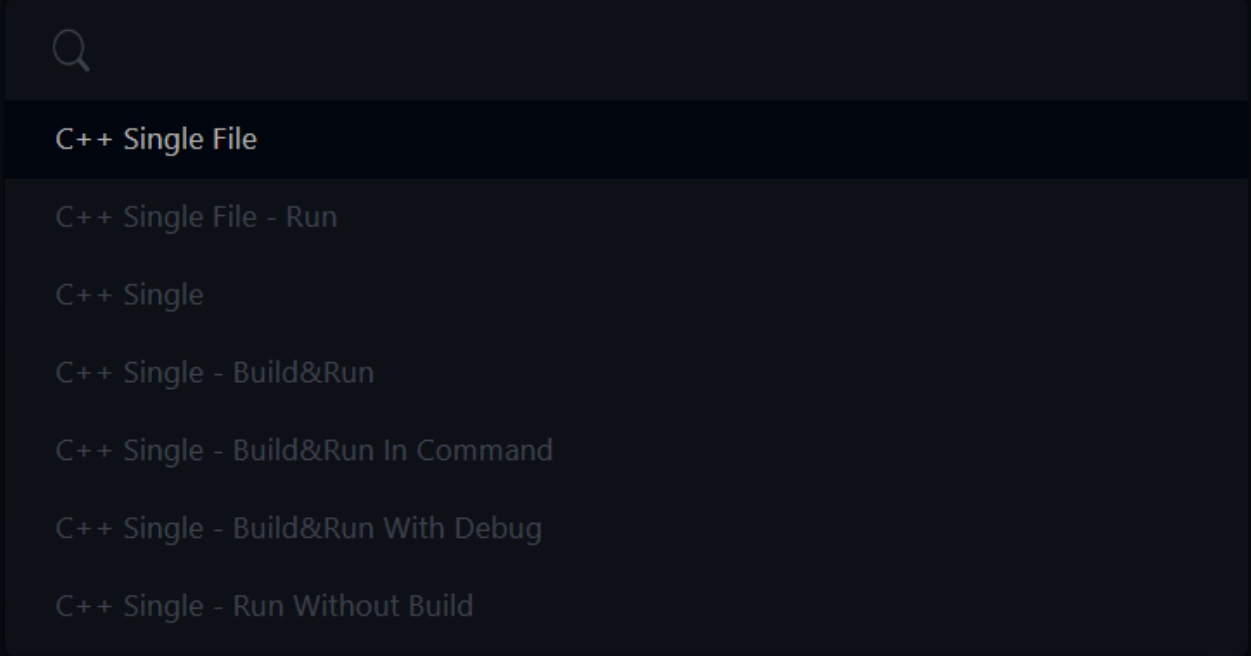 C++ Single File
C++ Single File - Run
C++ Single
C++ Single - Build&Run
C++ Single - Build&Run In Command
C++ Single - Build&Run With Debug
C++ Single - Run Without Build